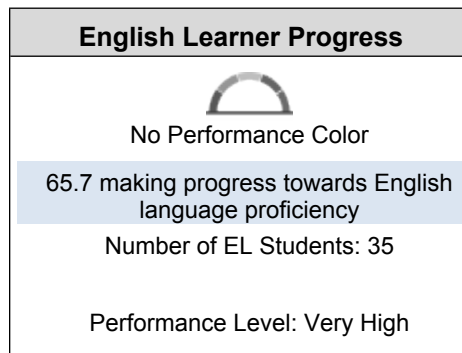 English Learner Progress
No Performance Color
65.7 making progress towards English
language proficiency
Number of EL Students: 35
Performance Level: Very High